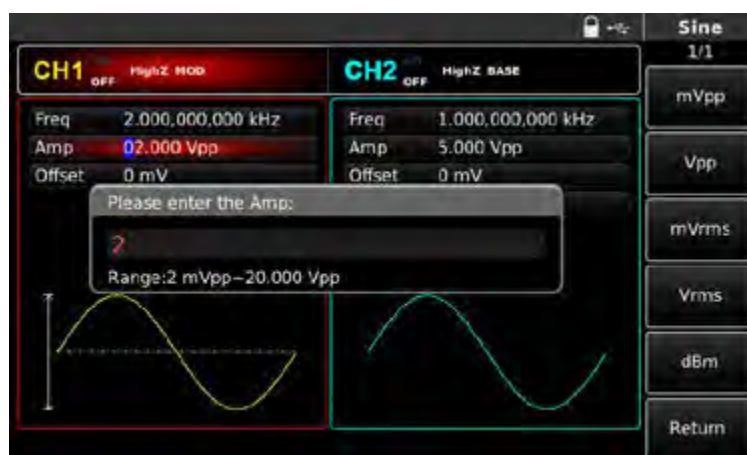 Sine
1/1
CH1 OFF HighZ MOD
CH2 OFF HighZ BASE
mVpp
Freq 2.000,000,000 kHz
Freq 1.000,000,000 kHz
Amp 02.000 Vpp
Amp 5.000 Vpp
Vpp
Offset 0 mV
Offset 0 mV
Please enter the Amp:
mVrms
2
Range:2 mVpp~20.000 Vpp
Vrms
dBm
Return